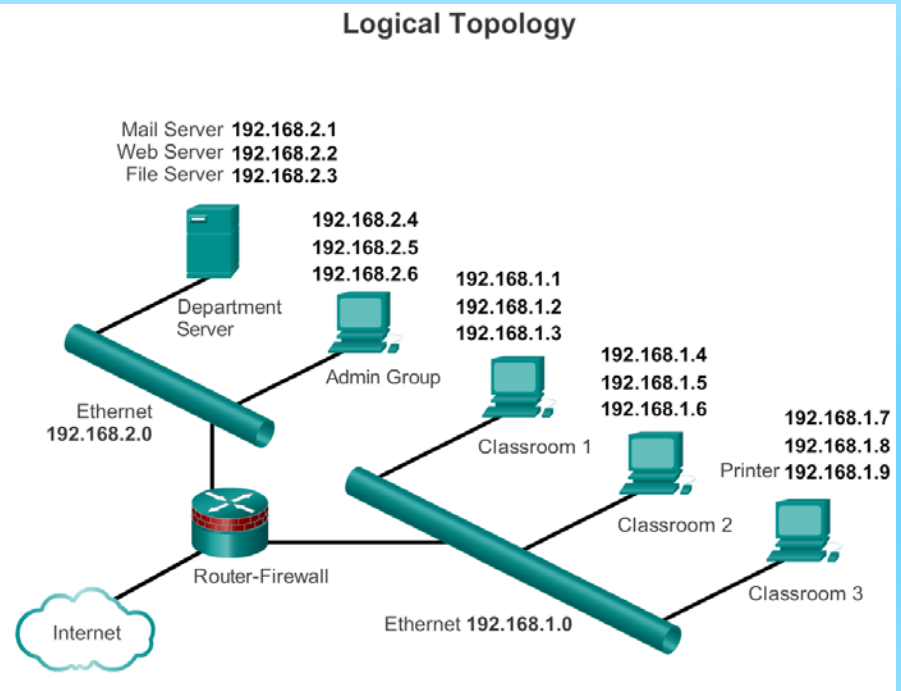 Logical Topology
Mail Server 192.168.2.1
Web Server 192.168.2.2
File Server 192.168.2.3
192.168.2.4
192.168.2.5
192.168.2.6
Department
Server
192.168.1.1
192.168.1.2
192.168.1.3
Admin Group
192.168.1.4
192.168.1.5
192.168.1.6
Ethernet
192.168.2.0
Classroom 1
192.168.1.7
192.168.1.8
Printer 192.168.1.9
Classroom 2
Router-Firewall
Classroom 3
Internet
Ethernet 192.168.1.0